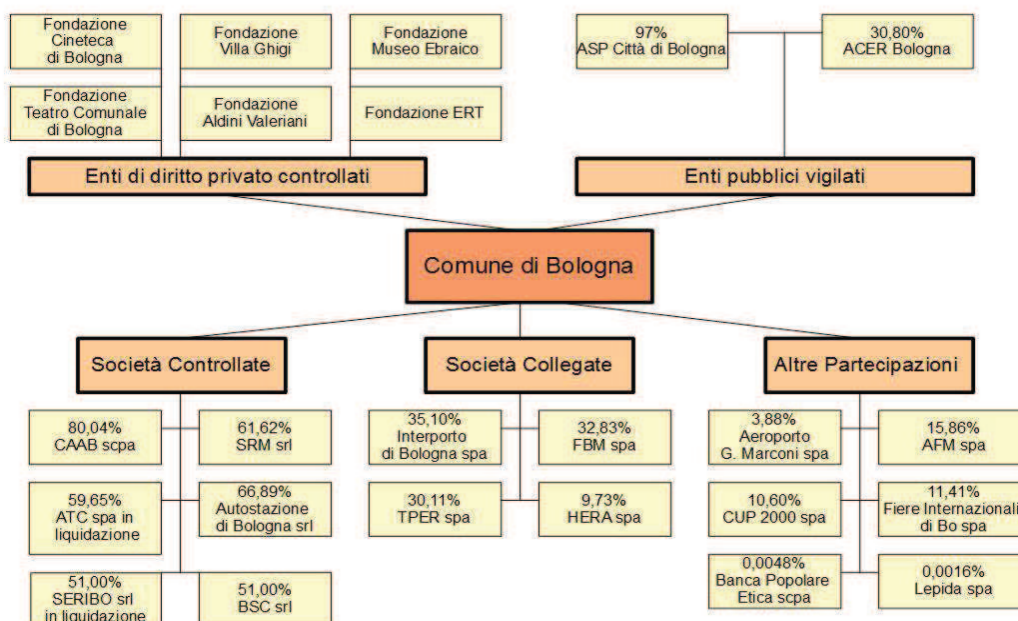 Fondazione
Cineteca
di Bologna
Fondazione
Villa Ghigi
Fondazione
Museo Ebraico
97%
ASP Città di Bologna
30,80%
ACER Bologna
Fondazione
Teatro Comunale
di Bologna
Fondazione
Aldini Valeriani
Fondazione ERT
Enti di diritto privato controllati
Enti pubblici vigilati
Comune di Bologna
Società Controllate
Società Collegate
Altre Partecipazioni
80,04%
CAAB scpa
61,62%
SRM srl
35,10%
Interporto
di Bologna spa
32,83%
FBM spa
3,88%
Aeroporto
G. Marconi spa
15,86%
AFM spa
59,65%
ATC spa in
liquidazione
66,89%
Autostazione
di Bologna srl
30,11%
TPER spa
9,73%
HERA spa
10,60%
CUP 2000 spa
11,41%
Fiere Internazionali
di Bo spa
51,00%
SERIBO srl
in liquidazione
51,00%
BSC srl
0,0048%
Banca Popolare
Etica scpa
0,0016%
Lepida spa